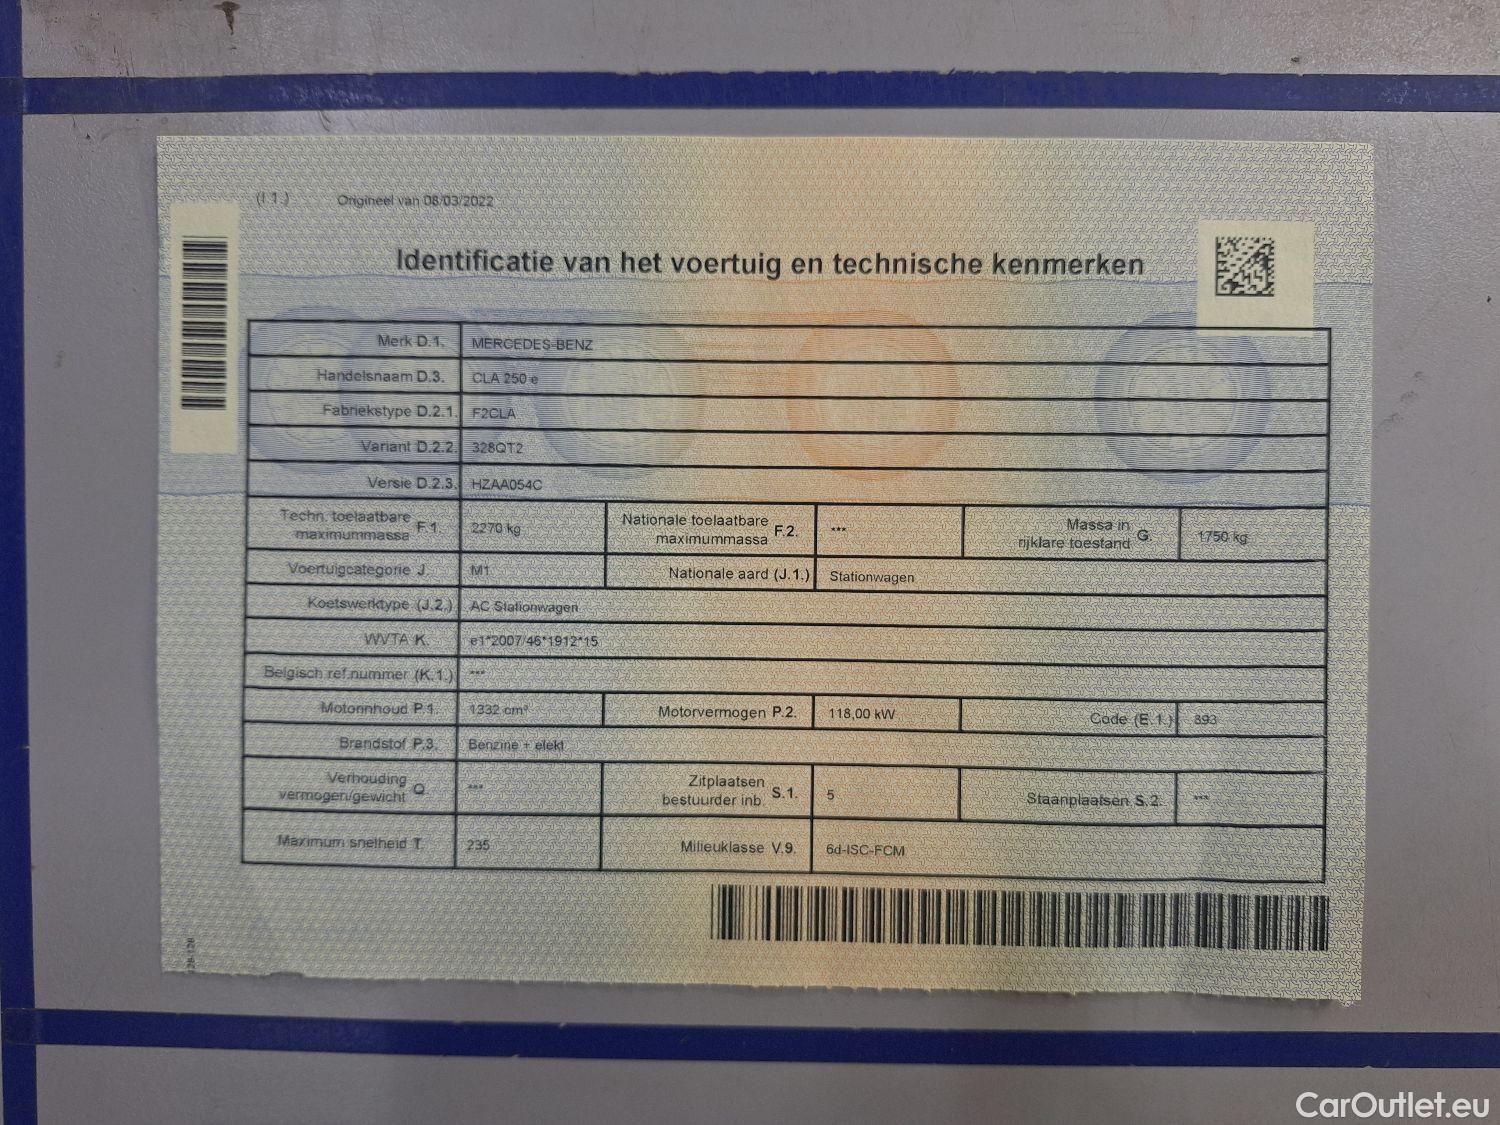 (I.1.) Origineel van 08/03/2022
Identificatie van het voertuig en technische kenmerken
Merk D.1. MERCEDES-BENZ
Handelsnaam D.3. CLA 250 e
Fabriekstype D.2.1. F2CLA
Variant D.2.2. 328QT2
Versie D.2.3. HZAA054C
Techn. toelaatbare maximummassa F.1. 2270 kg Nationale toelaatbare maximummassa F.2. *** Massa in rijklare toestand G. 1750 kg
Voertuigcategorie J. M1 Nationale aard (J.1.) Stationwagen
Koetswerktype (J.2.) AC Stationwagen
WVTA K. e1*2007/46*1912*15
Belgisch ref.nummer (K.1.) ***
Motorinhoud P.1. 1332 cm³ Motorvermogen P.2. 118,00 kW Code (E.1.) 893
Brandstof P.3. Benzine + elekt
Verhouding vermogen/gewicht Q *** Zitplaatsen bestuurder inb. S.1. 5 Staanplaatsen S.2. ***
Maximum snelheid T. 235 Milieuklasse V.9. 6d-ISC-FCM
CarOutlet.eu